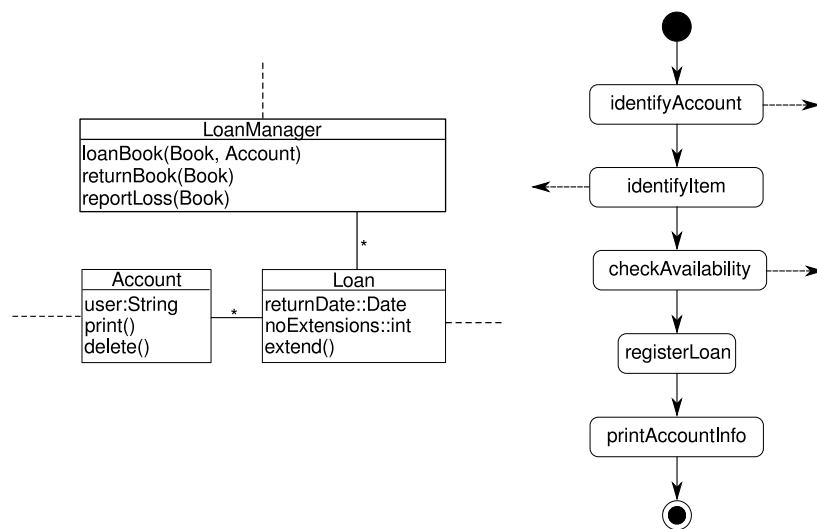 LoanManager
loanBook(Book, Account)
returnBook(Book)
reportLoss(Book)
*
Account
user:String
print()
delete()
*
Loan
returnDate::Date
noExtensions::int
extend()
identifyAccount
identifyItem
checkAvailability
registerLoan
printAccountInfo